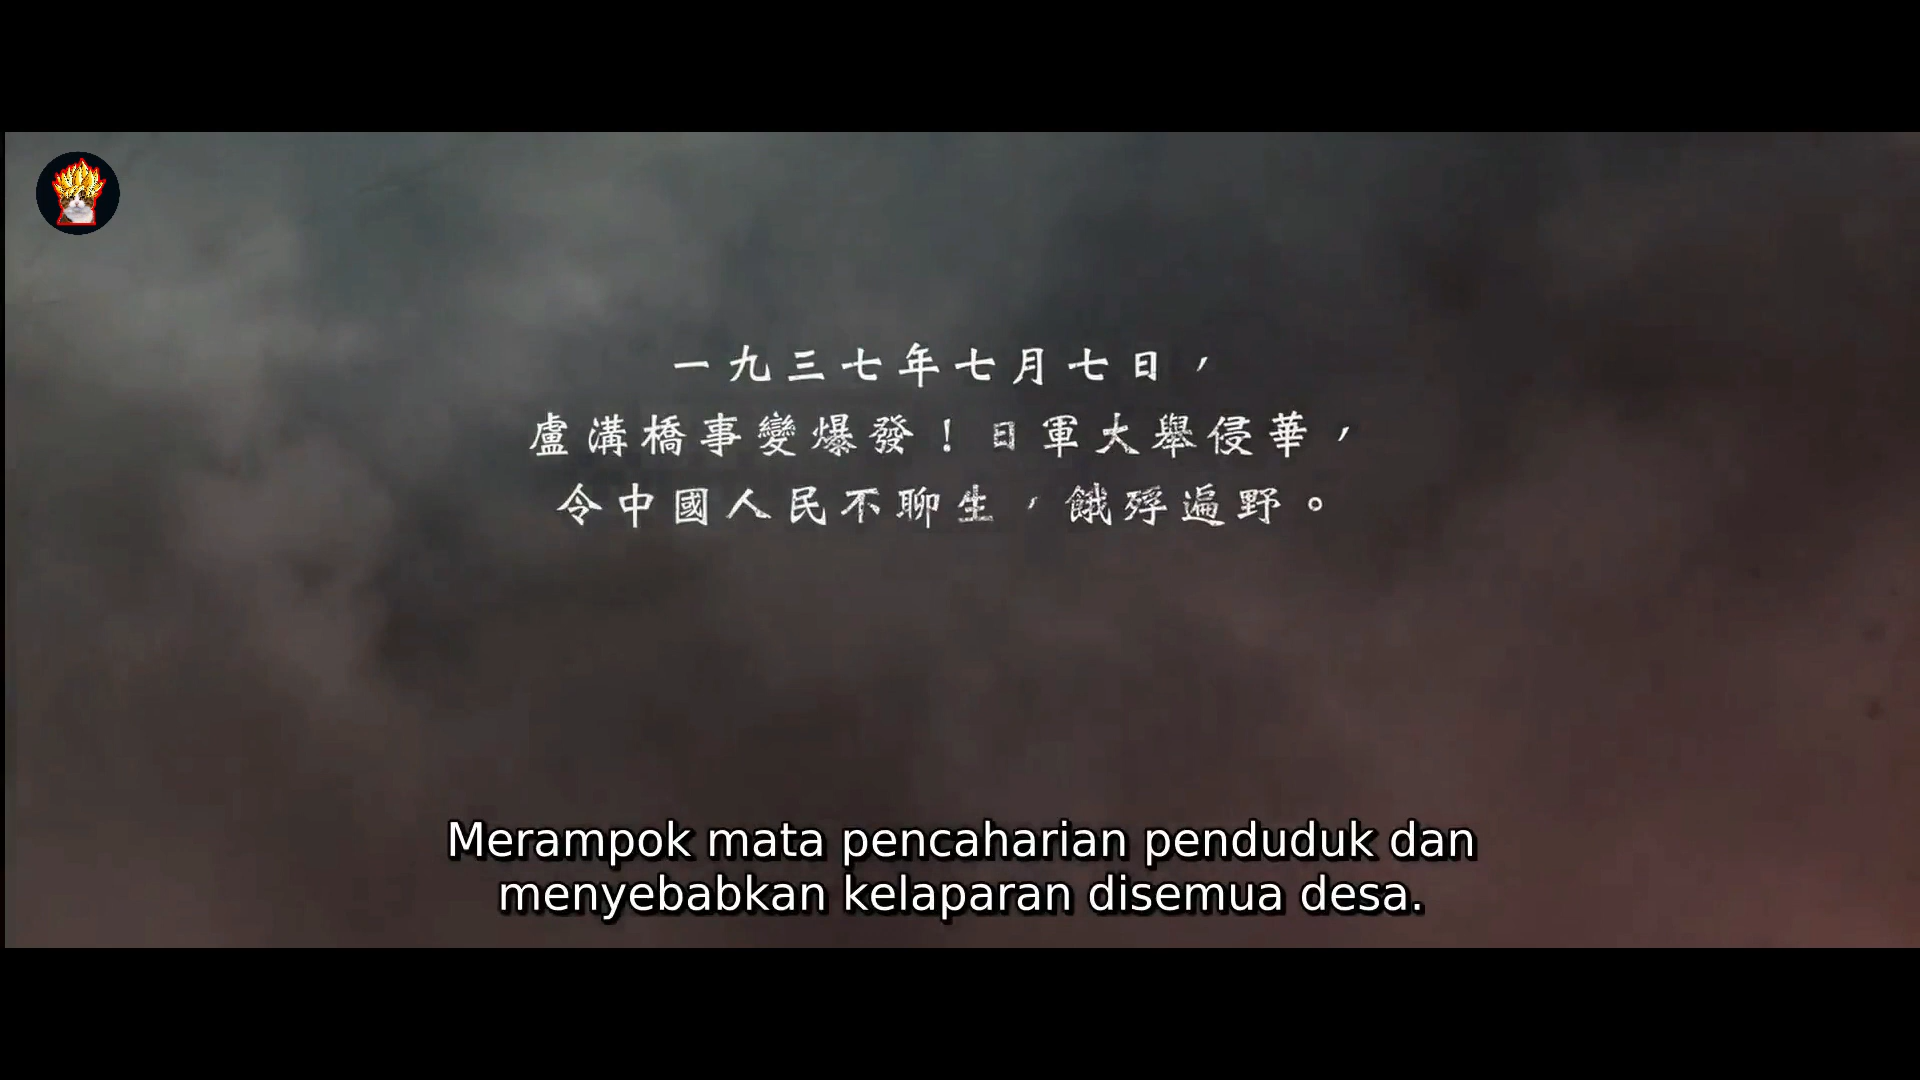 一九三七年七月七日，
盧溝橋事變爆發！日軍大舉侵華，
令中國人民不聊生，餓殍遍野。
Merampok mata pencaharian penduduk dan
menyebabkan kelaparan disemua desa.